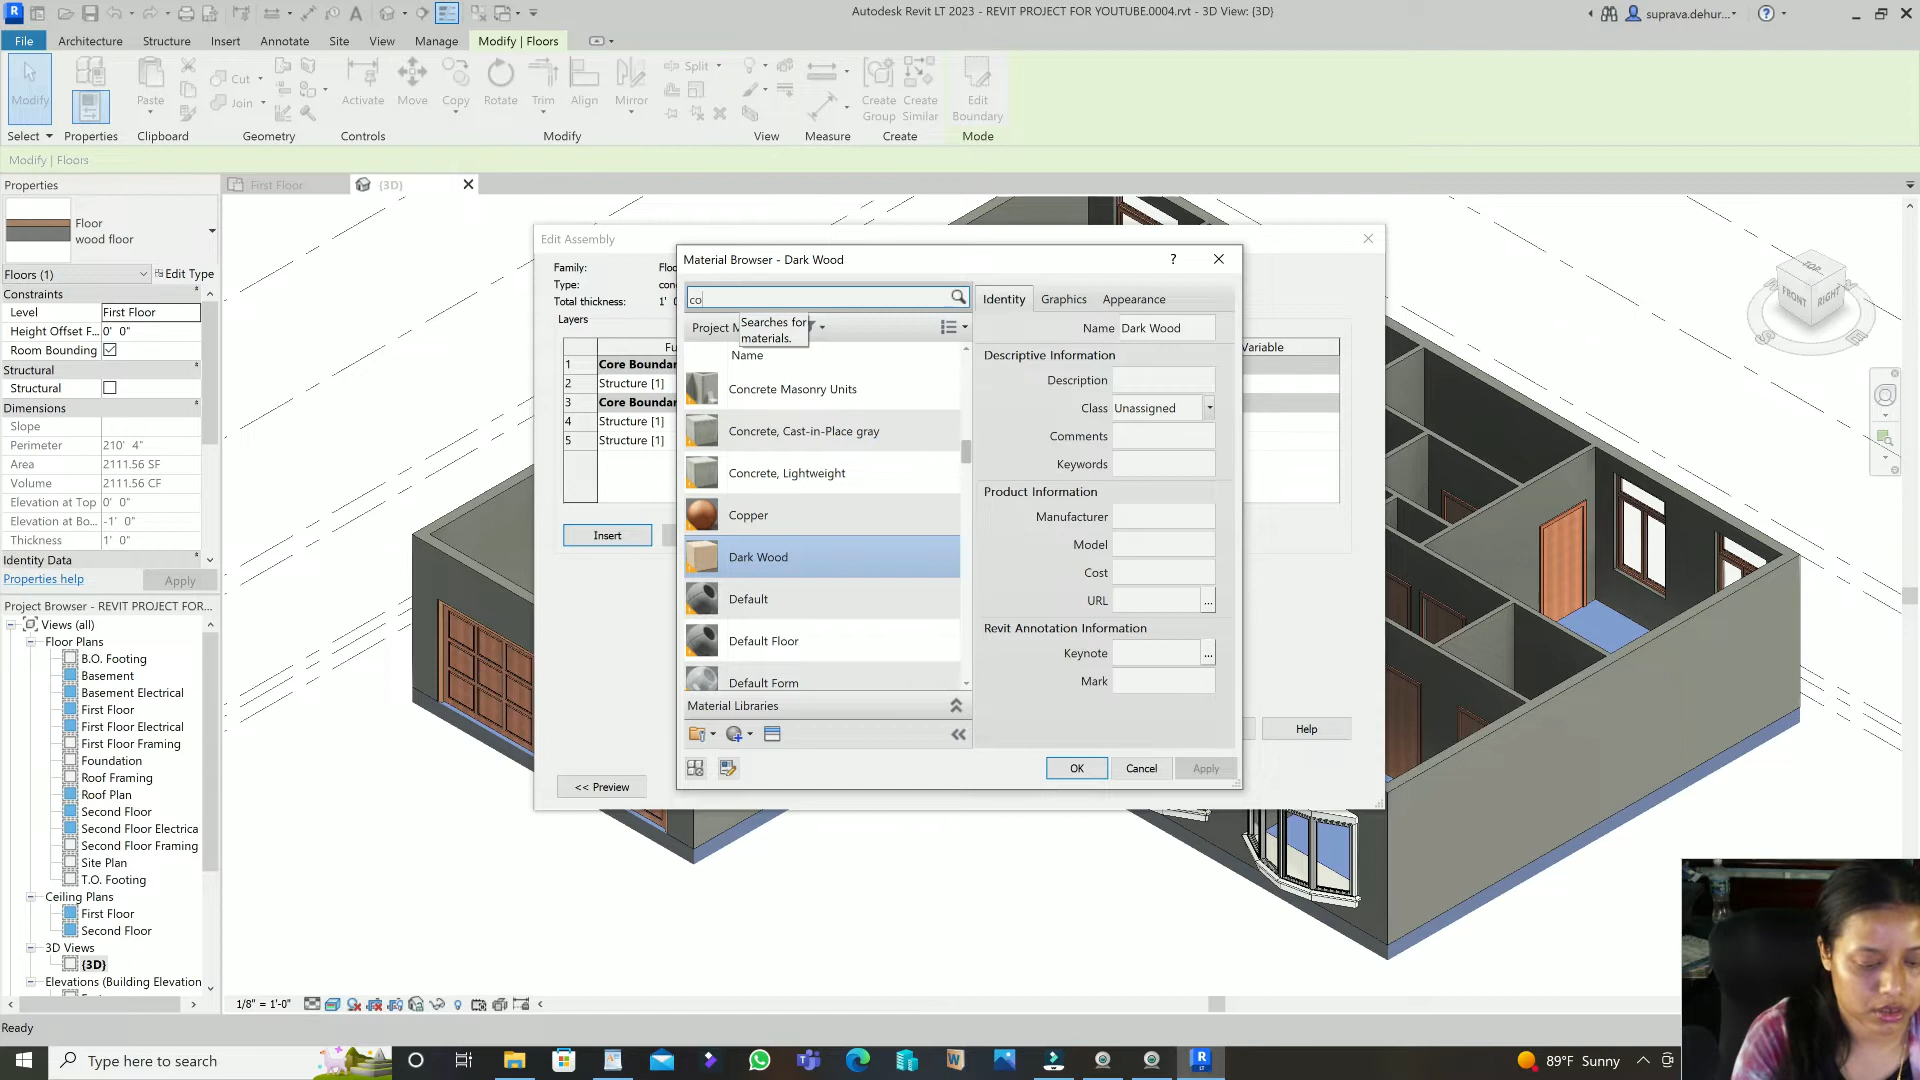 Autodesk Revit LT 2023 - REVIT PROJECT FOR YOUTUBE.0004.rvt - 3D View: {3D}
suprava.dehur...
File Architecture Structure Insert Annotate Site View Manage Modify | Floors
Modify
Paste
Cut
Join
Activate Move Copy Rotate Trim Align Mirror
Split
Create Group
Create Similar
Edit Boundary
Select Properties Clipboard Geometry Controls Modify View Measure Create Mode
Modify | Floors
Properties
First Floor
{3D}
Floor
wood floor
Floors (1)
Edit Type
Constraints
Level First Floor
Height Offset F... 0' 0"
Room Bounding
Structural
Structural
Dimensions
Slope
Perimeter 210' 4"
Area 2111.56 SF
Volume 2111.56 CF
Elevation at Top 0' 0"
Elevation at Bo... -1' 0"
Thickness 1' 0"
Identity Data
Properties help
Apply
Project Browser - REVIT PROJECT FOR...
Views (all)
Floor Plans
B.O. Footing
Basement
Basement Electrical
First Floor
First Floor Electrical
First Floor Framing
Foundation
Roof Framing
Roof Plan
Second Floor
Second Floor Electrica
Second Floor Framing
Site Plan
T.O. Footing
Ceiling Plans
First Floor
Second Floor
3D Views
{3D}
Elevations (Building Elevation
Edit Assembly
Family: Floo
Type: conc
Total thickness: 1' 0
Layers
Fu
Variable
1 Core Boundar
2 Structure [1]
3 Core Boundar
4 Structure [1]
5 Structure [1]
Insert
Help
<< Preview
Material Browser - Dark Wood
?
co
Project M
Searches for materials.
Name
Concrete Masonry Units
Concrete, Cast-in-Place gray
Concrete, Lightweight
Copper
Dark Wood
Default
Default Floor
Default Form
Material Libraries
Identity Graphics Appearance
Name Dark Wood
Descriptive Information
Description
Class Unassigned
Comments
Keywords
Product Information
Manufacturer
Model
Cost
URL ...
Revit Annotation Information
Keynote ...
Mark
OK Cancel Apply
TOP
FRONT RIGHT
1/8" = 1'-0"
Ready
Type here to search
89°F Sunny